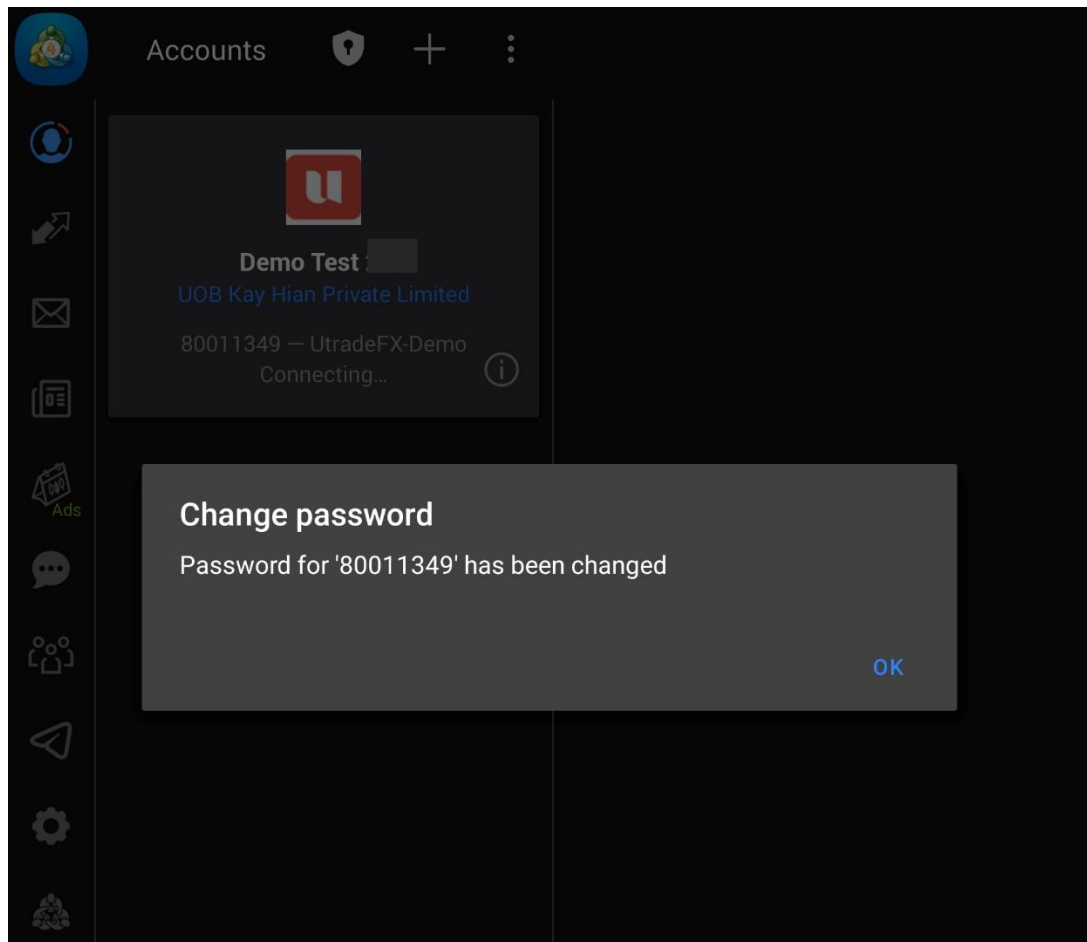 4
Accounts
Demo Test
UOB Kay Hian Private Limited
80011349 — UtradeFX-Demo
Connecting...
Ads
Change password
Password for '80011349' has been changed
OK